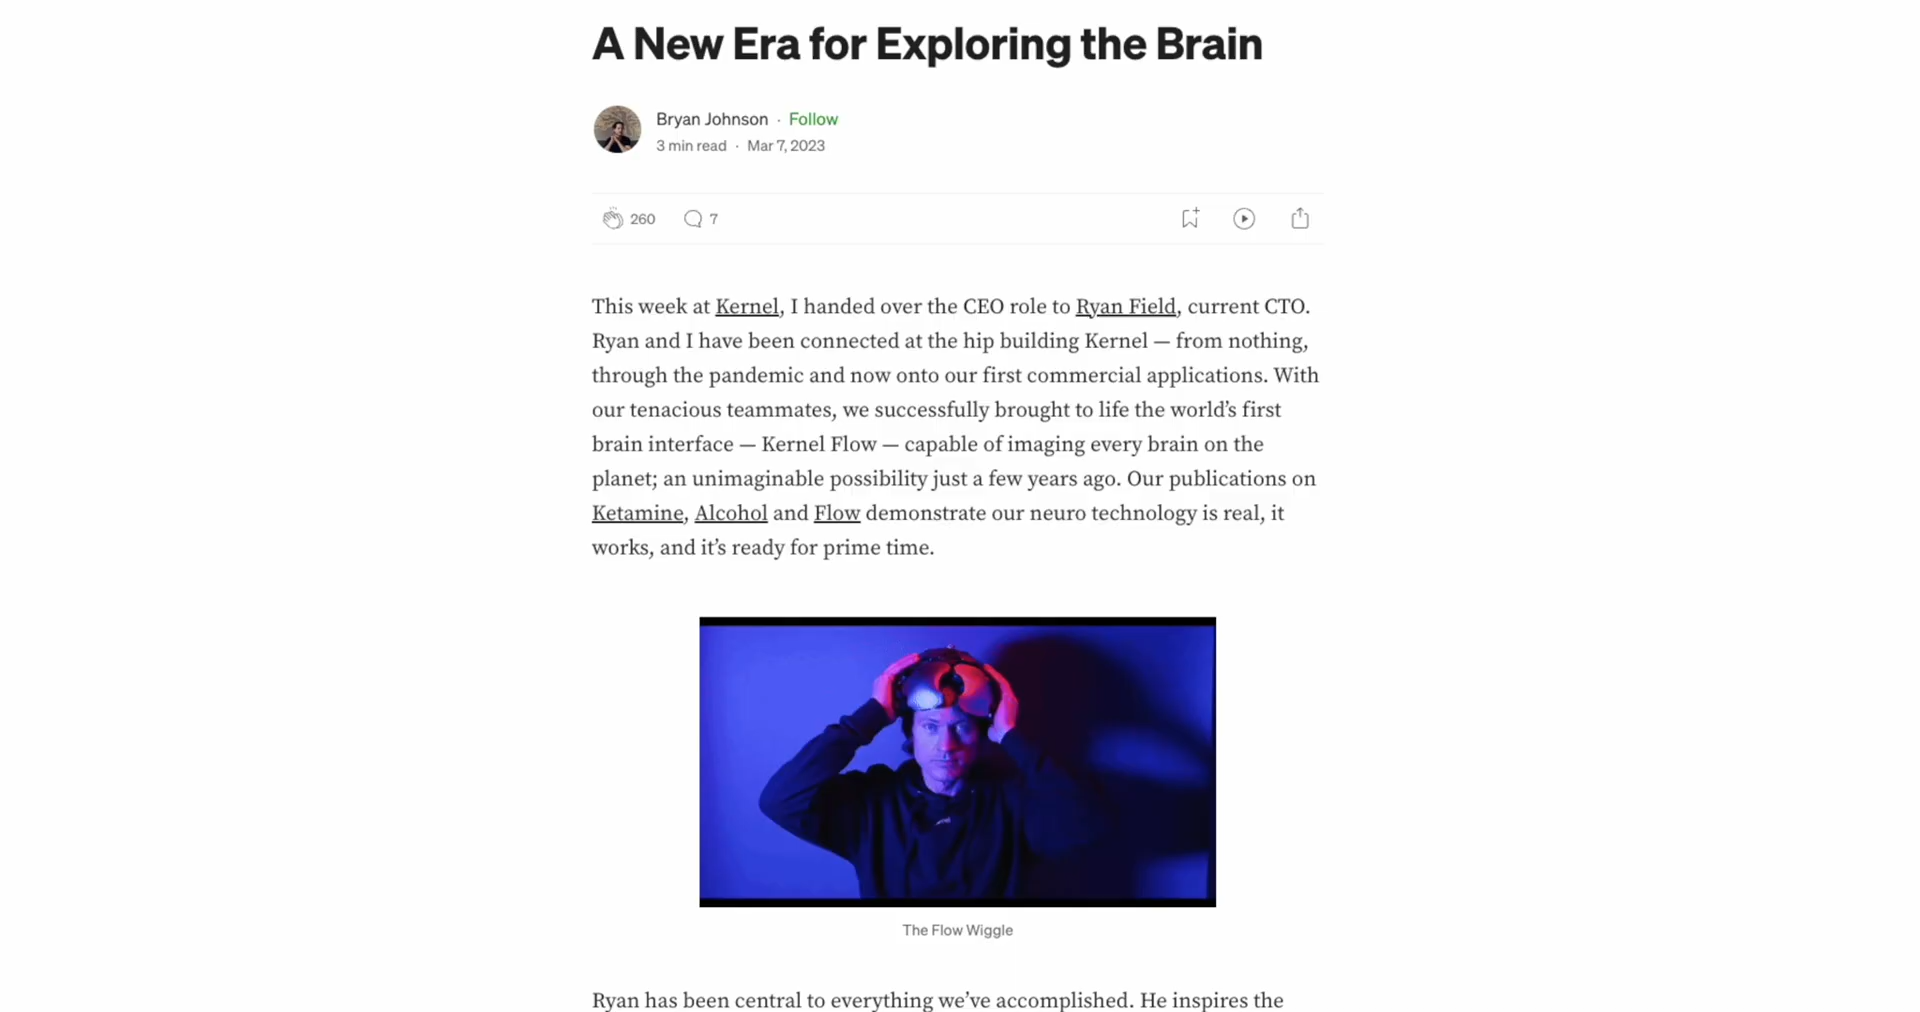 A New Era for Exploring the Brain
Bryan Johnson · Follow
3 min read · Mar 7, 2023
260 7
This week at Kernel, I handed over the CEO role to Ryan Field, current CTO.
Ryan and I have been connected at the hip building Kernel — from nothing,
through the pandemic and now onto our first commercial applications. With
our tenacious teammates, we successfully brought to life the world’s first
brain interface — Kernel Flow — capable of imaging every brain on the
planet; an unimaginable possibility just a few years ago. Our publications on
Ketamine, Alcohol and Flow demonstrate our neuro technology is real, it
works, and it’s ready for prime time.
The Flow Wiggle
Ryan has been central to everything we’ve accomplished. He inspires the